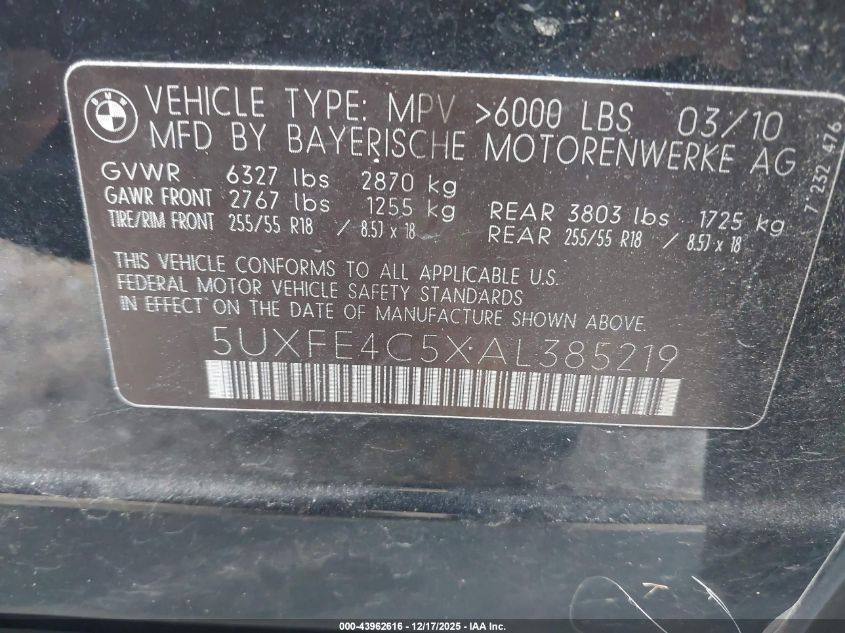 BMW
VEHICLE TYPE: MPV >6000 LBS 03/10
MFD BY BAYERISCHE MOTORENWERKE AG
GVWR 6327 lbs 2870 kg
GAWR FRONT 2767 lbs 1255 kg REAR 3803 lbs 1725 kg
TIRE/RIM FRONT 255/55 R18 / 8.5J x 18 REAR 255/55 R18 / 8.5J x 18
THIS VEHICLE CONFORMS TO ALL APPLICABLE U.S.
FEDERAL MOTOR VEHICLE SAFETY STANDARDS
IN EFFECT ON THE DATE OF MANUFACTURE SHOWN ABOVE.
5UXFE4C5XAL385219
7 252 476
000-43962616 - 12/17/2025 - IAA Inc.